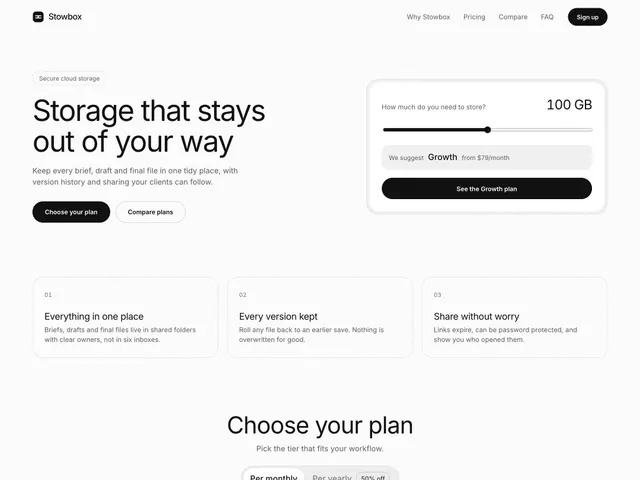 Stowbox
Why Stowbox
Pricing
Compare
FAQ
Sign up
Secure cloud storage
Storage that stays
out of your way
Keep every brief, draft and final file in one tidy place, with
version history and sharing your clients can follow.
Choose your plan
Compare plans
How much do you need to store?
100 GB
We suggest Growth from $79/month
See the Growth plan
01
Everything in one place
Briefs, drafts and final files live in shared folders
with clear owners, not in six inboxes.
02
Every version kept
Roll any file back to an earlier save. Nothing is
overwritten for good.
03
Share without worry
Links expire, can be password protected, and
show you who opened them.
Choose your plan
Pick the tier that fits your workflow.
Per monthly
Per yearly
50% off